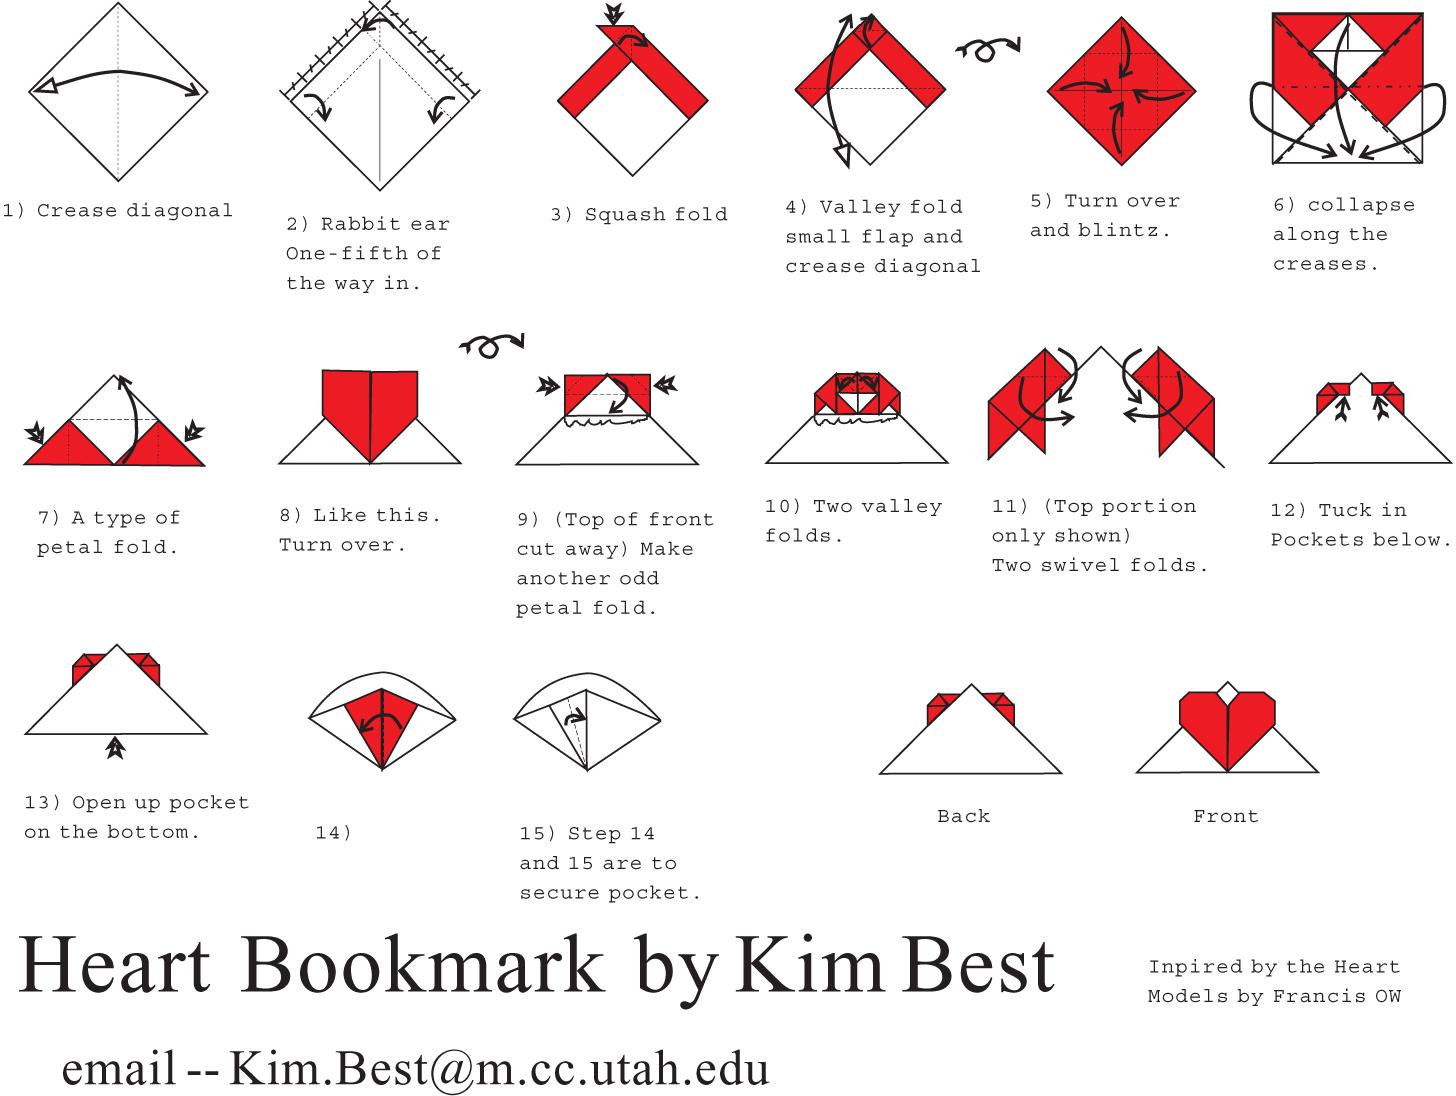 1) Crease diagonal
2) Rabbit ear
One-fifth of
the way in.
3) Squash fold
4) Valley fold
small flap and
crease diagonal
5) Turn over
and blintz.
6) collapse
along the
creases.
7) A type of
petal fold.
8) Like this.
Turn over.
9) (Top of front
cut away) Make
another odd
petal fold.
10) Two valley
folds.
11) (Top portion
only shown)
Two swivel folds.
12) Tuck in
Pockets below.
13) Open up pocket
on the bottom.
14)
15) Step 14
and 15 are to
secure pocket.
Back
Front
Heart Bookmark by Kim Best
Inpired by the Heart
Models by Francis OW
email -- Kim.Best@m.cc.utah.edu